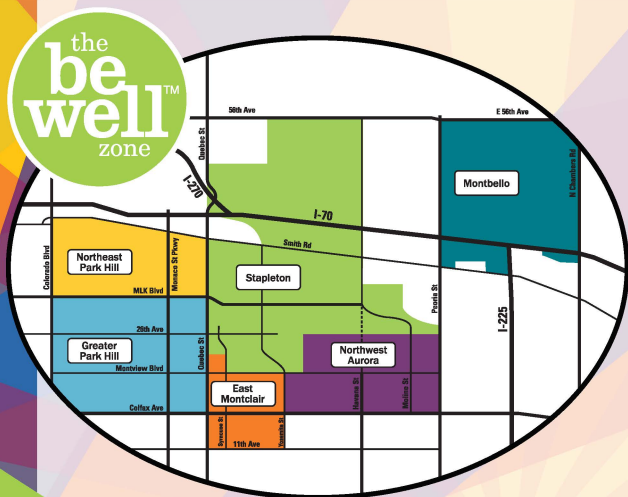 the
be
well™
zone
56th Ave
E 56th Ave
Quebec St
N Chambers Rd
I-270
Montbello
I-70
Smith Rd
Colorado Blvd
Northeast
Park Hill
Monaco St Pkwy
Stapleton
Peoria St
MLK Blvd
I-225
26th Ave
Quebec St
Greater
Park Hill
Northwest
Aurora
Montview Blvd
East
Montclair
Havana St
Moline St
Colfax Ave
Syracuse St
Yosemite St
11th Ave